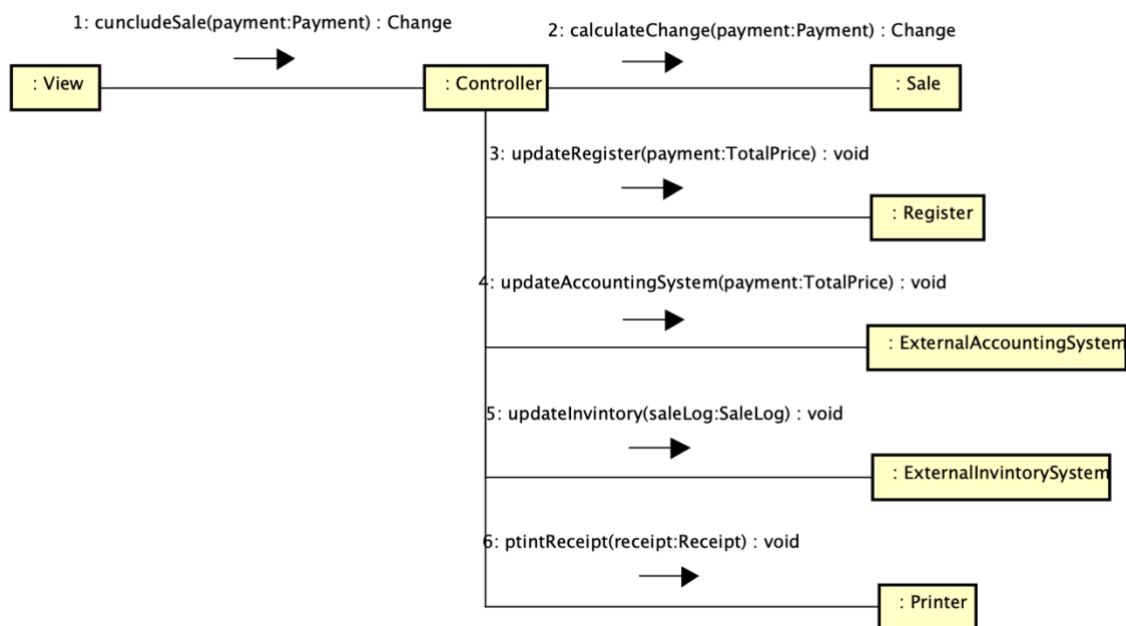 1: cuncludeSale(payment:Payment) : Change
2: calculateChange(payment:Payment) : Change
: View
: Controller
: Sale
3: updateRegister(payment:TotalPrice) : void
: Register
4: updateAccountingSystem(payment:TotalPrice) : void
: ExternalAccountingSystem
5: updateInvintory(saleLog:SaleLog) : void
: ExternalInvintorySystem
6: ptintReceipt(receipt:Receipt) : void
: Printer